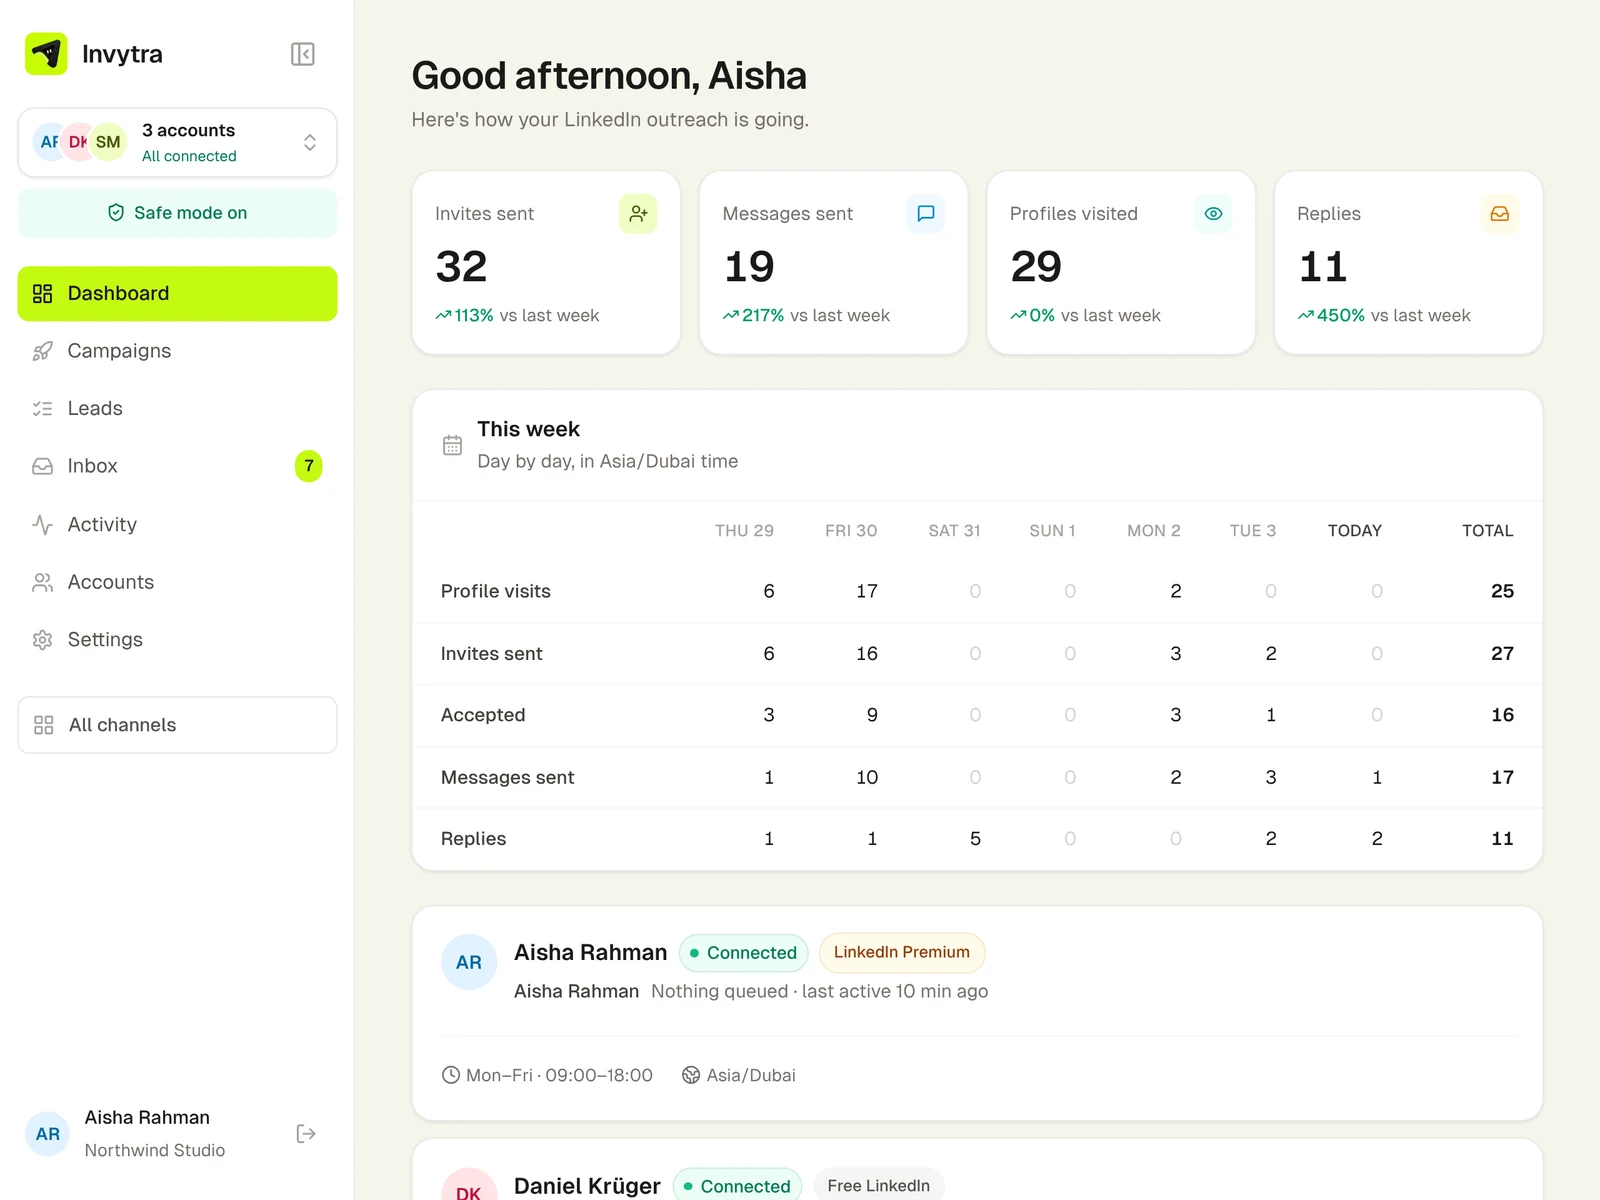 Invytra
AR DK SM
3 accounts
All connected
Safe mode on
Dashboard
Campaigns
Leads
Inbox 7
Activity
Accounts
Settings
All channels
AR
Aisha Rahman
Northwind Studio
Good afternoon, Aisha
Here's how your LinkedIn outreach is going.
Invites sent
32
113% vs last week
Messages sent
19
217% vs last week
Profiles visited
29
0% vs last week
Replies
11
450% vs last week
This week
Day by day, in Asia/Dubai time
THU 29 FRI 30 SAT 31 SUN 1 MON 2 TUE 3 TODAY TOTAL
Profile visits 6 17 0 0 2 0 0 25
Invites sent 6 16 0 0 3 2 0 27
Accepted 3 9 0 0 3 1 0 16
Messages sent 1 10 0 0 2 3 1 17
Replies 1 1 5 0 0 2 2 11
AR
Aisha Rahman Connected LinkedIn Premium
Aisha Rahman Nothing queued · last active 10 min ago
Mon–Fri · 09:00–18:00 Asia/Dubai
DK
Daniel Krüger Connected Free LinkedIn